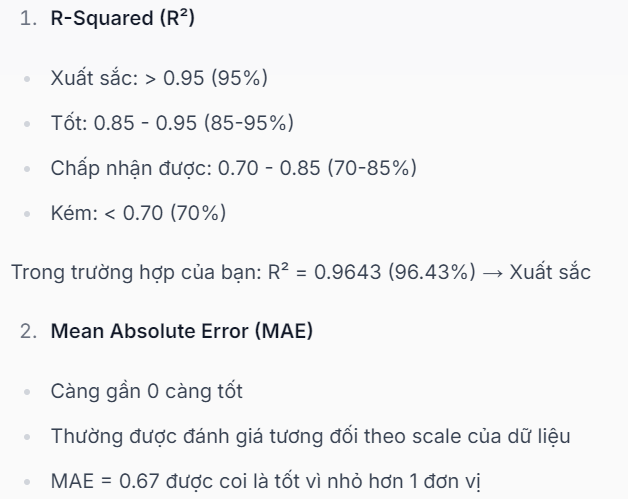 1. R-Squared (R²)
• Xuất sắc: > 0.95 (95%)
• Tốt: 0.85 - 0.95 (85-95%)
• Chấp nhận được: 0.70 - 0.85 (70-85%)
• Kém: < 0.70 (70%)
Trong trường hợp của bạn: R² = 0.9643 (96.43%) → Xuất sắc
2. Mean Absolute Error (MAE)
• Càng gần 0 càng tốt
• Thường được đánh giá tương đối theo scale của dữ liệu
• MAE = 0.67 được coi là tốt vì nhỏ hơn 1 đơn vị